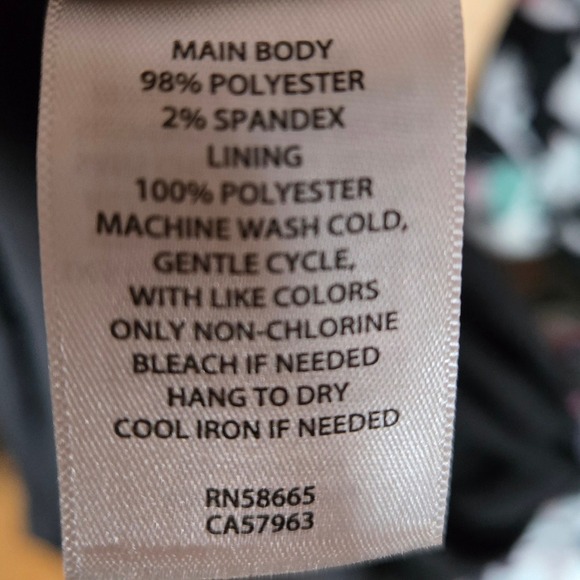 MAIN BODY
98% POLYESTER
2% SPANDEX
LINING
100% POLYESTER
MACHINE WASH COLD,
GENTLE CYCLE,
WITH LIKE COLORS
ONLY NON-CHLORINE
BLEACH IF NEEDED
HANG TO DRY
COOL IRON IF NEEDED
RN58665
CA57963